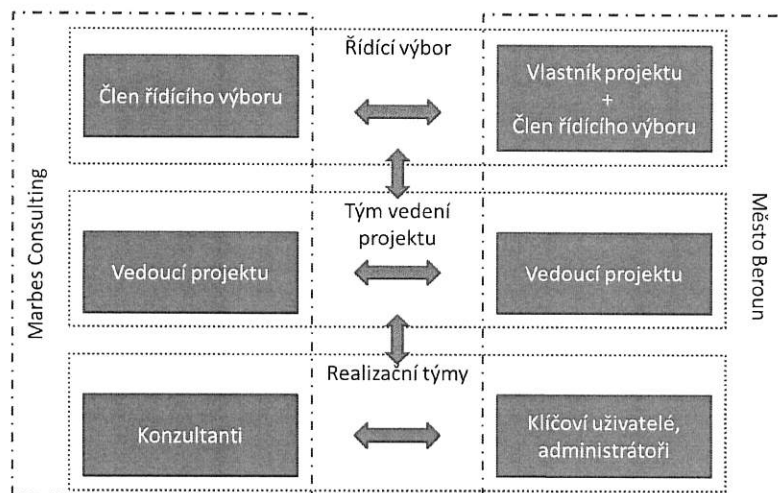 Řídící výbor
Člen řídícího výboru
Vlastník projektu
+
Člen řídícího výboru
Marbes Consulting
Tým vedení
projektu
Vedoucí projektu
Vedoucí projektu
Město Beroun
Realizační týmy
Konzultanti
Klíčoví uživatelé,
administrátoři